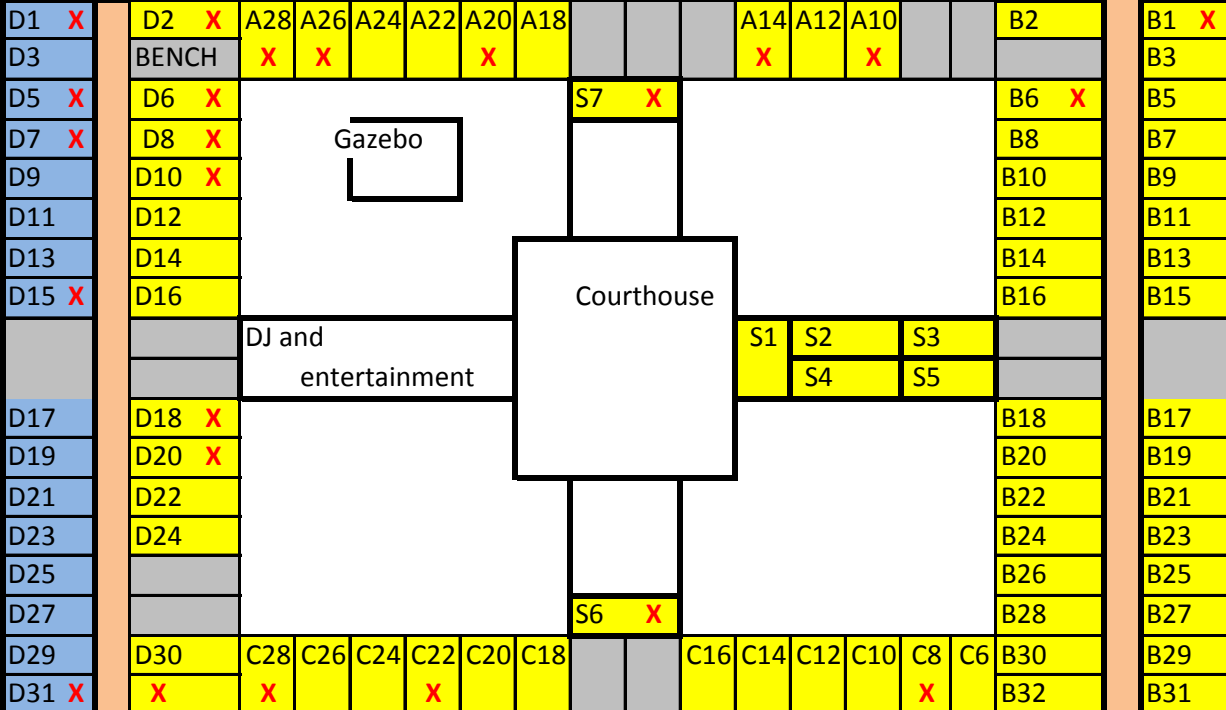 D1 X D2 X A28 A26 A24 A22 A20 A18 A14 A12 A10 B2 B1 X
D3 BENCH X X X X X B3
D5 X D6 X S7 X B6 X B5
D7 X D8 X Gazebo B8 B7
D9 D10 X B10 B9
D11 D12 B12 B11
D13 D14 B14 B13
D15 X D16 Courthouse B16 B15
DJ and S1 S2 S3
entertainment S4 S5
D17 D18 X B18 B17
D19 D20 X B20 B19
D21 D22 B22 B21
D23 D24 B24 B23
D25 B26 B25
D27 S6 X B28 B27
D29 D30 C28 C26 C24 C22 C20 C18 C16 C14 C12 C10 C8 C6 B30 B29
D31 X X X X X B32 B31